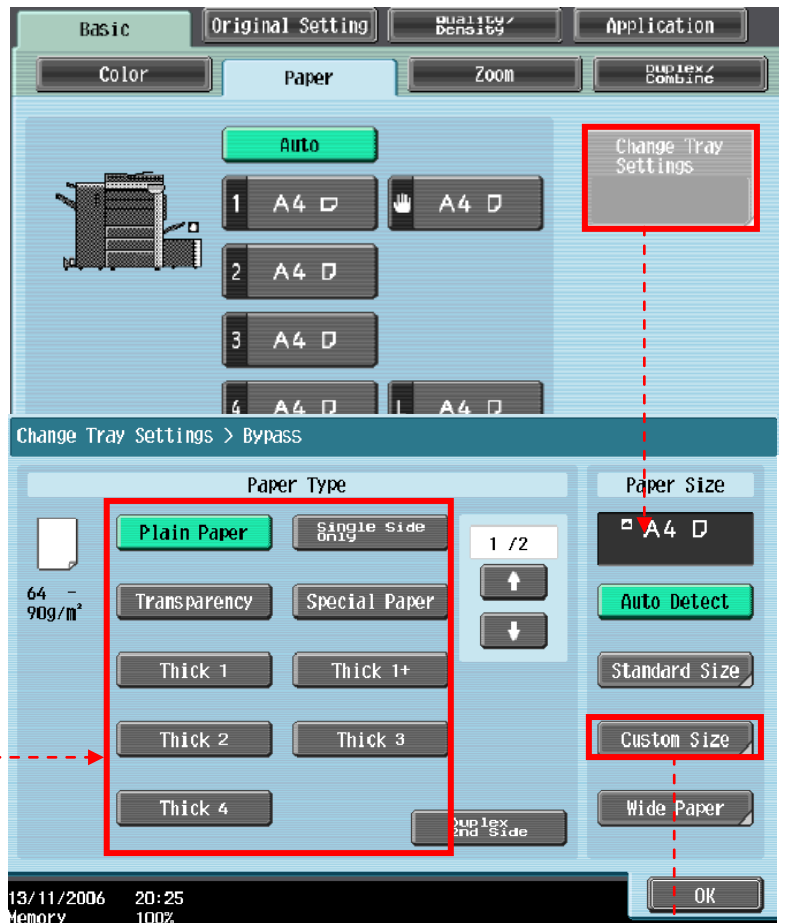 Basic Original Setting Quality/ Application
Density
Color Paper Zoom Duplex/
Combine
Auto Change Tray
Settings
1 A4 A4
2 A4
3 A4
4 A4 L A4
Change Tray Settings > Bypass
Paper Type Paper Size
Plain Paper Single Side
Only
1 /2
A4
64 -
90g/m²
Transparency Special Paper Auto Detect
Thick 1 Thick 1+ Standard Size
Thick 2 Thick 3 Custom Size
Thick 4 Duplex
2nd Side
Wide Paper
13/11/2006 20:25 OK
Memory 100%